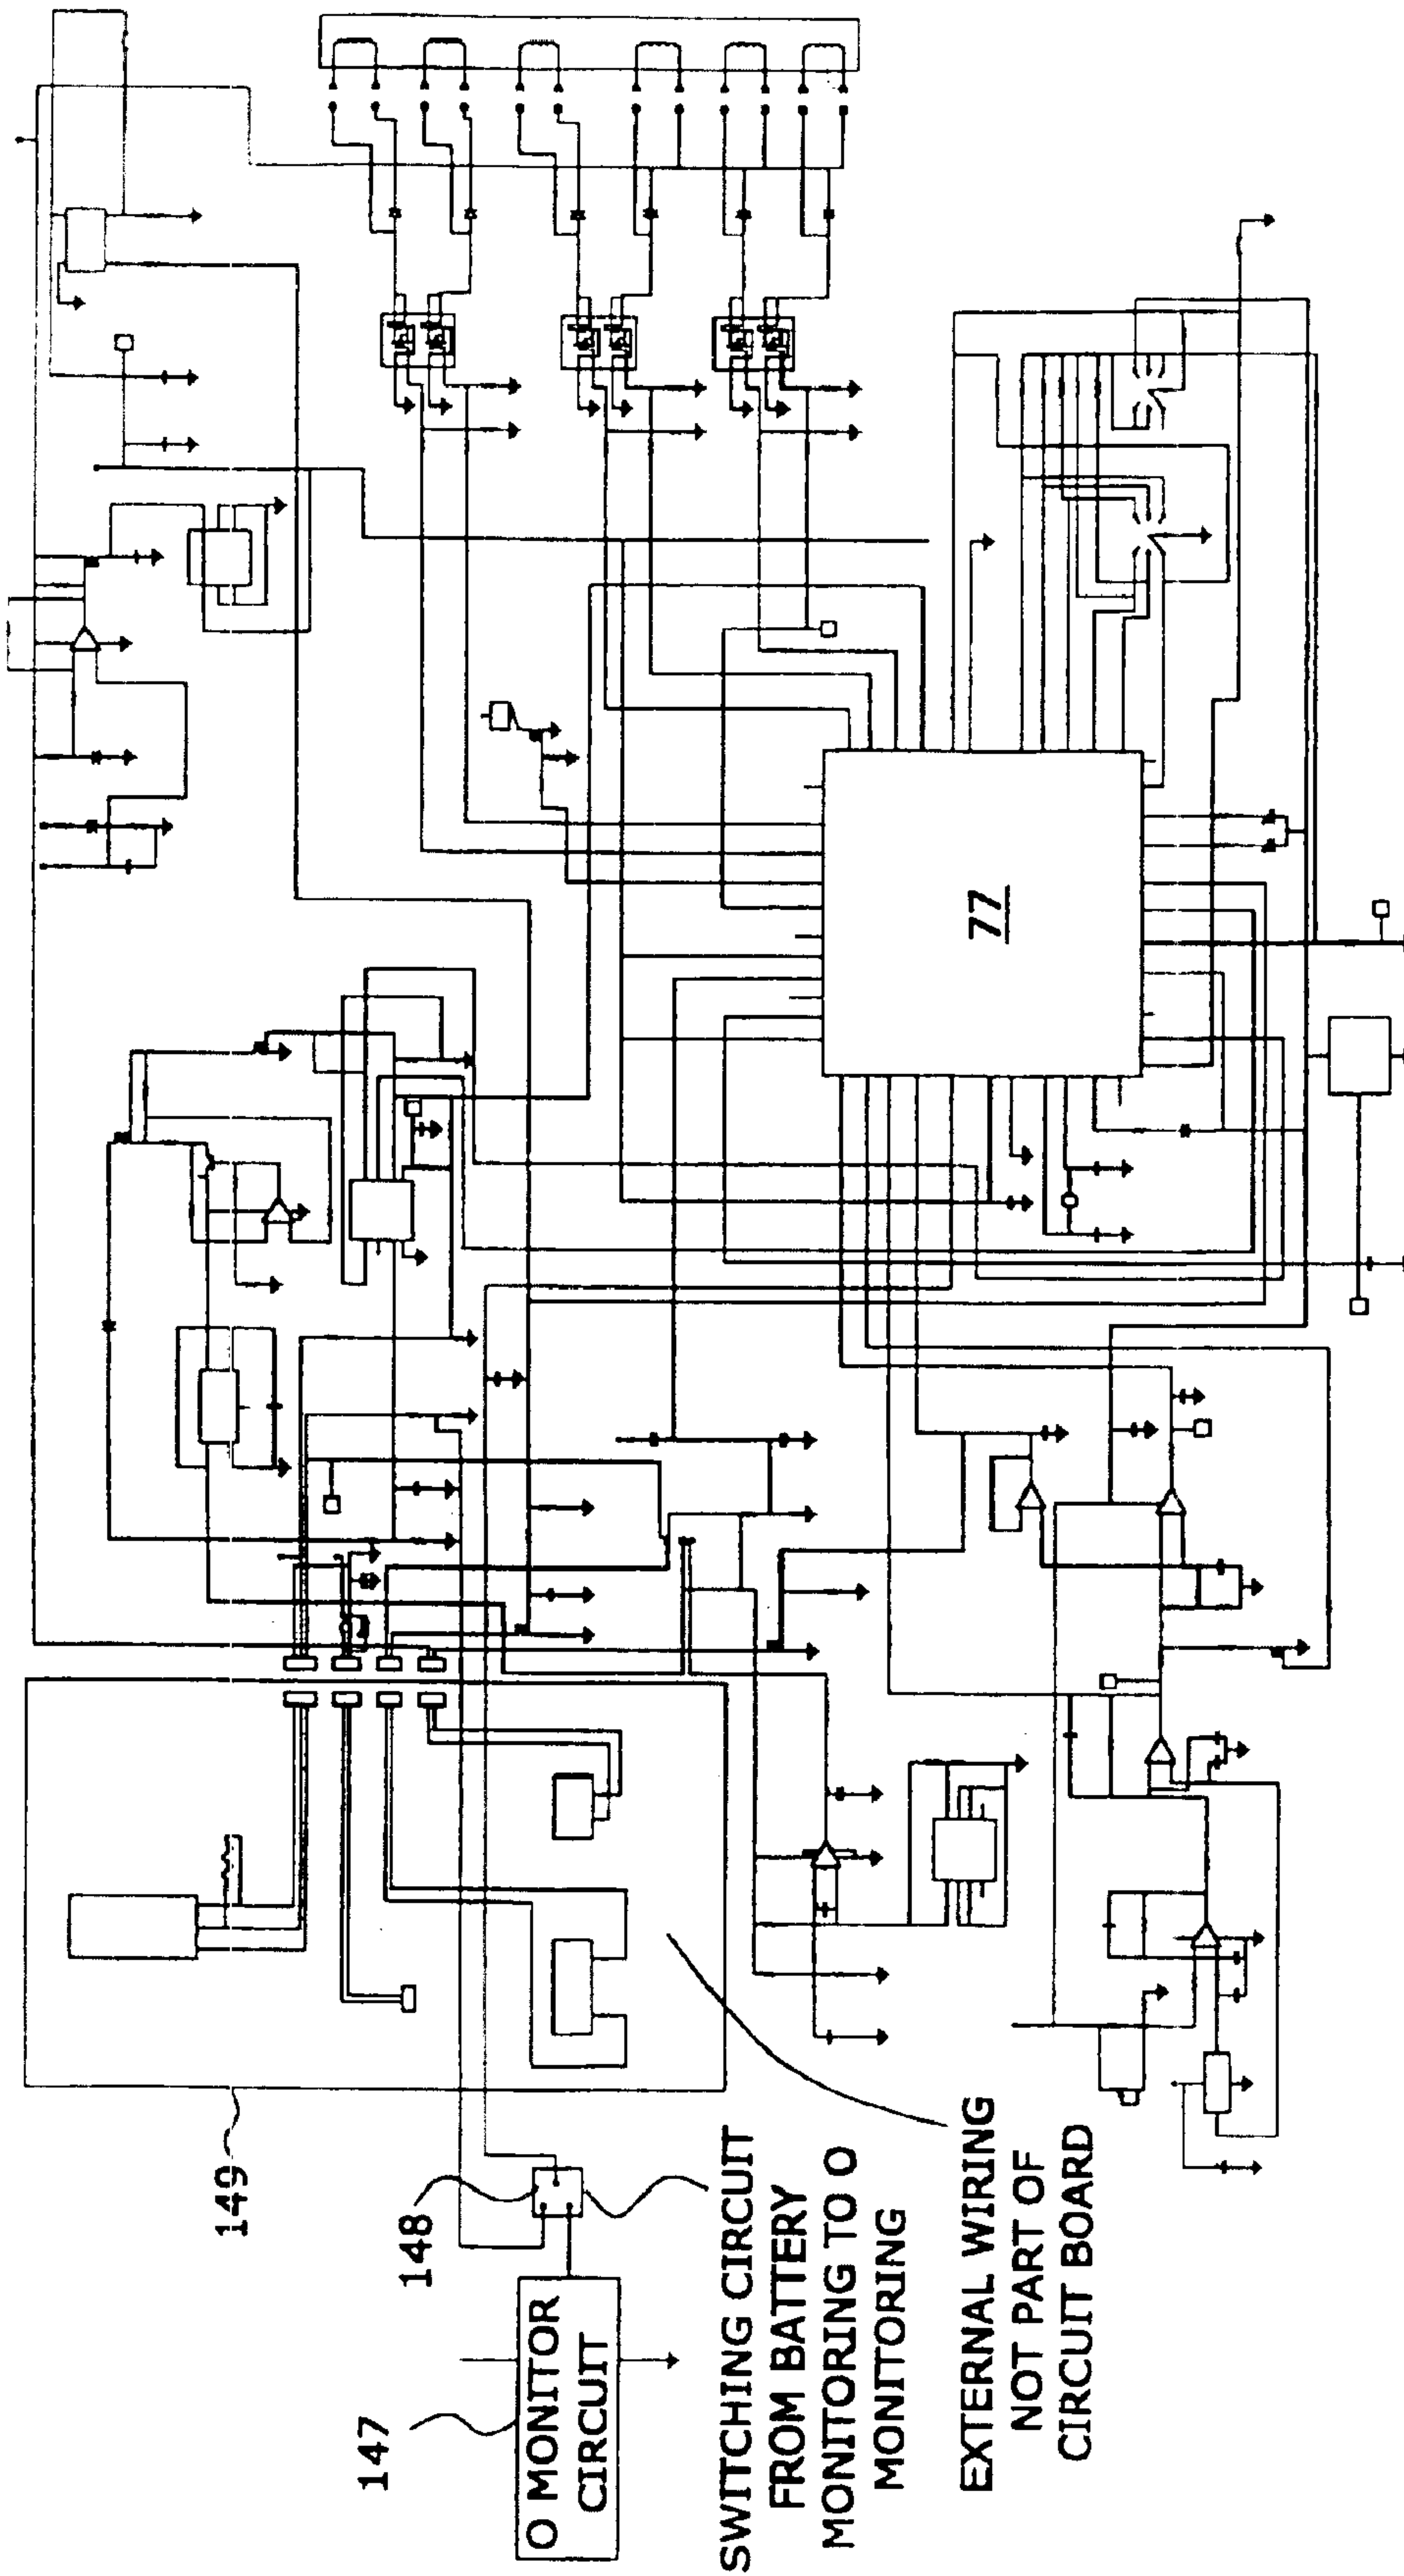 77
149
148
147
O MONITOR
CIRCUIT
SWITCHING CIRCUIT
FROM BATTERY
MONITORING TO O
MONITORING
EXTERNAL WIRING
NOT PART OF
CIRCUIT BOARD